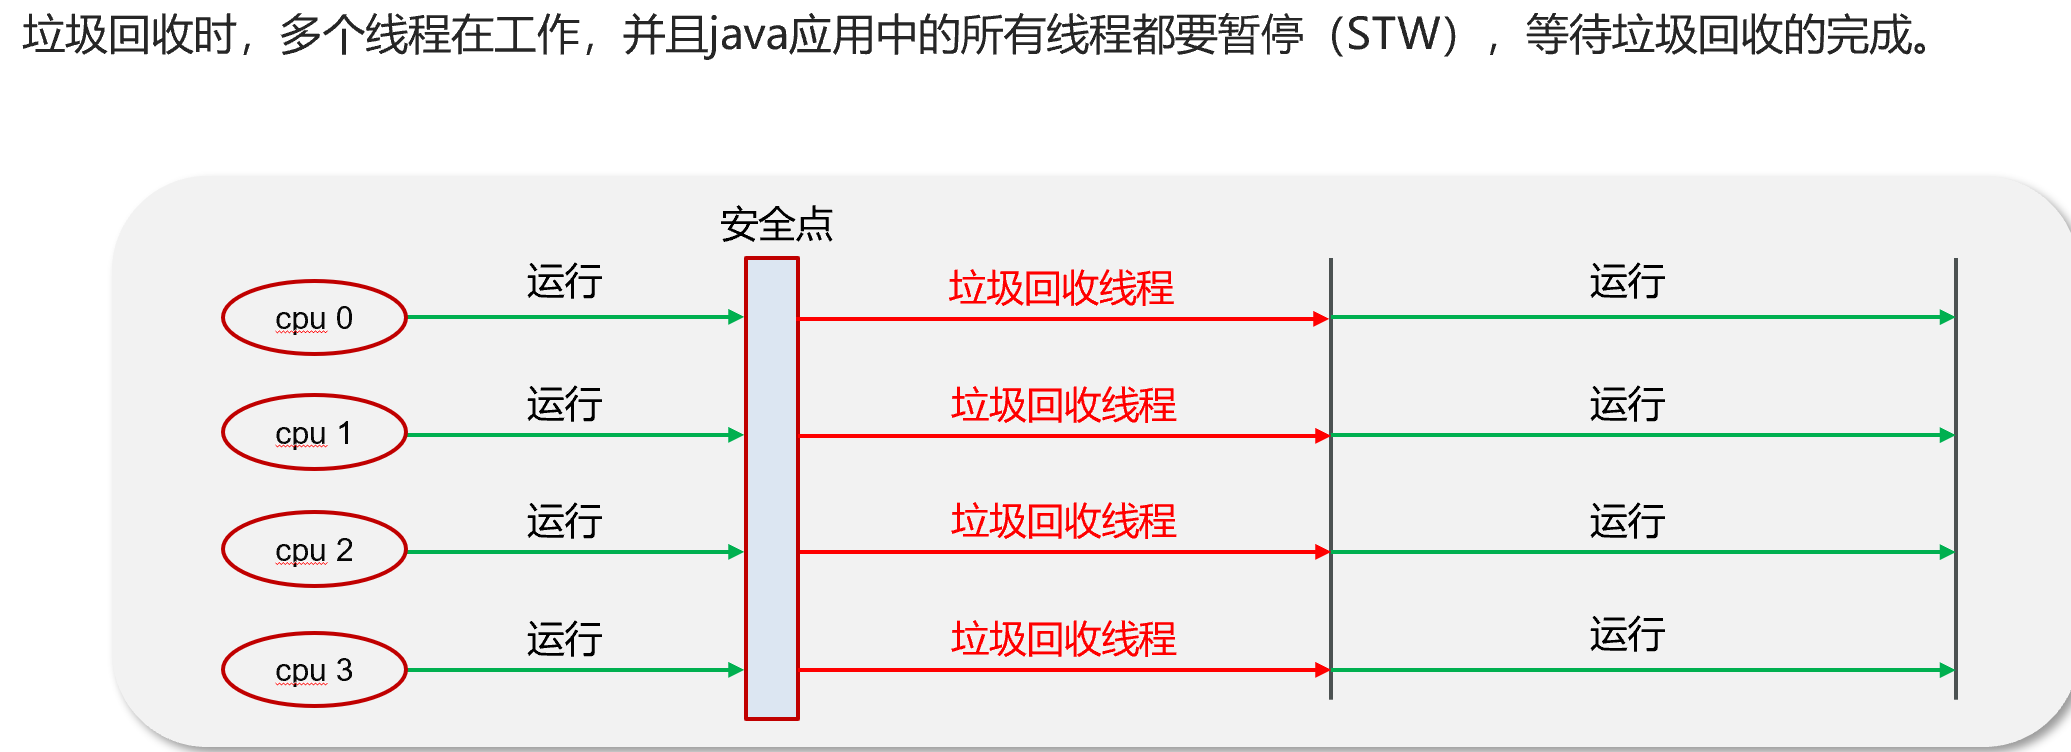 垃圾回收时，多个线程在工作，并且java应用中的所有线程都要暂停（STW），等待垃圾回收的完成。
安全点
cpu 0
运行
垃圾回收线程
运行
cpu 1
运行
垃圾回收线程
运行
cpu 2
运行
垃圾回收线程
运行
cpu 3
运行
垃圾回收线程
运行